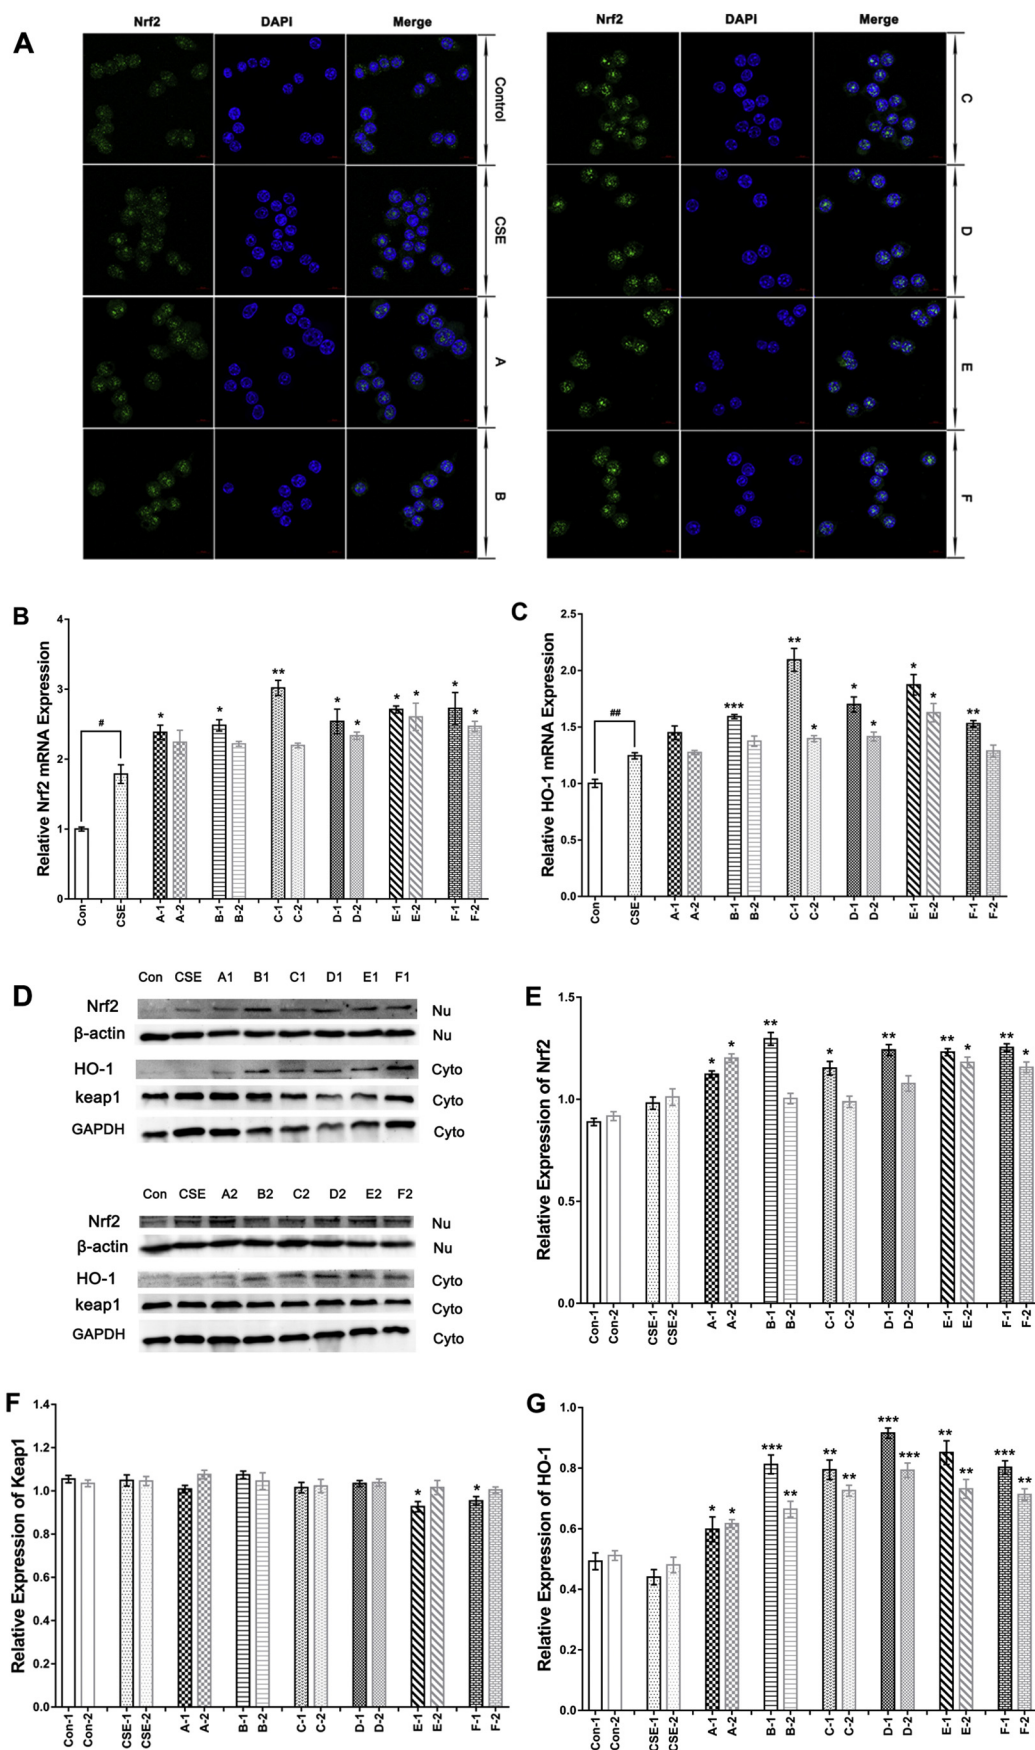 A
Nrf2 DAPI Merge
Control
CSE
A
B
Nrf2 DAPI Merge
C
D
E
F
B
Relative Nrf2 mRNA Expression
4
3
2
1
0
#
*
*
**
*
*
*
*
*
*
Con CSE A-1 A-2 B-1 B-2 C-1 C-2 D-1 D-2 E-1 E-2 F-1 F-2
C
Relative HO-1 mRNA Expression
2.5
2.0
1.5
1.0
0.5
0.0
##
***
**
*
*
*
*
*
**
Con CSE A-1 A-2 B-1 B-2 C-1 C-2 D-1 D-2 E-1 E-2 F-1 F-2
D
Con CSE A1 B1 C1 D1 E1 F1
Nrf2 Nu
β-actin Nu
HO-1 Cyto
keap1 Cyto
GAPDH Cyto
Con CSE A2 B2 C2 D2 E2 F2
Nrf2 Nu
β-actin Nu
HO-1 Cyto
keap1 Cyto
GAPDH Cyto
E
Relative Expression of Nrf2
1.5
1.0
0.5
0.0
*
*
**
*
**
**
*
**
*
Con-1 Con-2 CSE-1 CSE-2 A-1 A-2 B-1 B-2 C-1 C-2 D-1 D-2 E-1 E-2 F-1 F-2
F
Relative Expression of Keap1
1.4
1.2
1.0
0.8
0.6
0.4
0.2
0.0
*
*
Con-1 Con-2 CSE-1 CSE-2 A-1 A-2 B-1 B-2 C-1 C-2 D-1 D-2 E-1 E-2 F-1 F-2
G
Relative Expression of HO-1
1.0
0.8
0.6
0.4
0.2
0.0
*
*
***
**
**
**
***
***
**
**
***
**
Con-1 Con-2 CSE-1 CSE-2 A-1 A-2 B-1 B-2 C-1 C-2 D-1 D-2 E-1 E-2 F-1 F-2